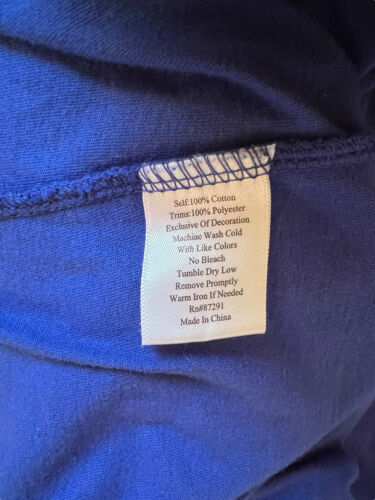 Self:100% Cotton
Trims:100% Polyester
Exclusive Of Decoration
Machine Wash Cold
With Like Colors
No Bleach
Tumble Dry Low
Remove Promptly
Warm Iron If Needed
Rn#87291
Made In China